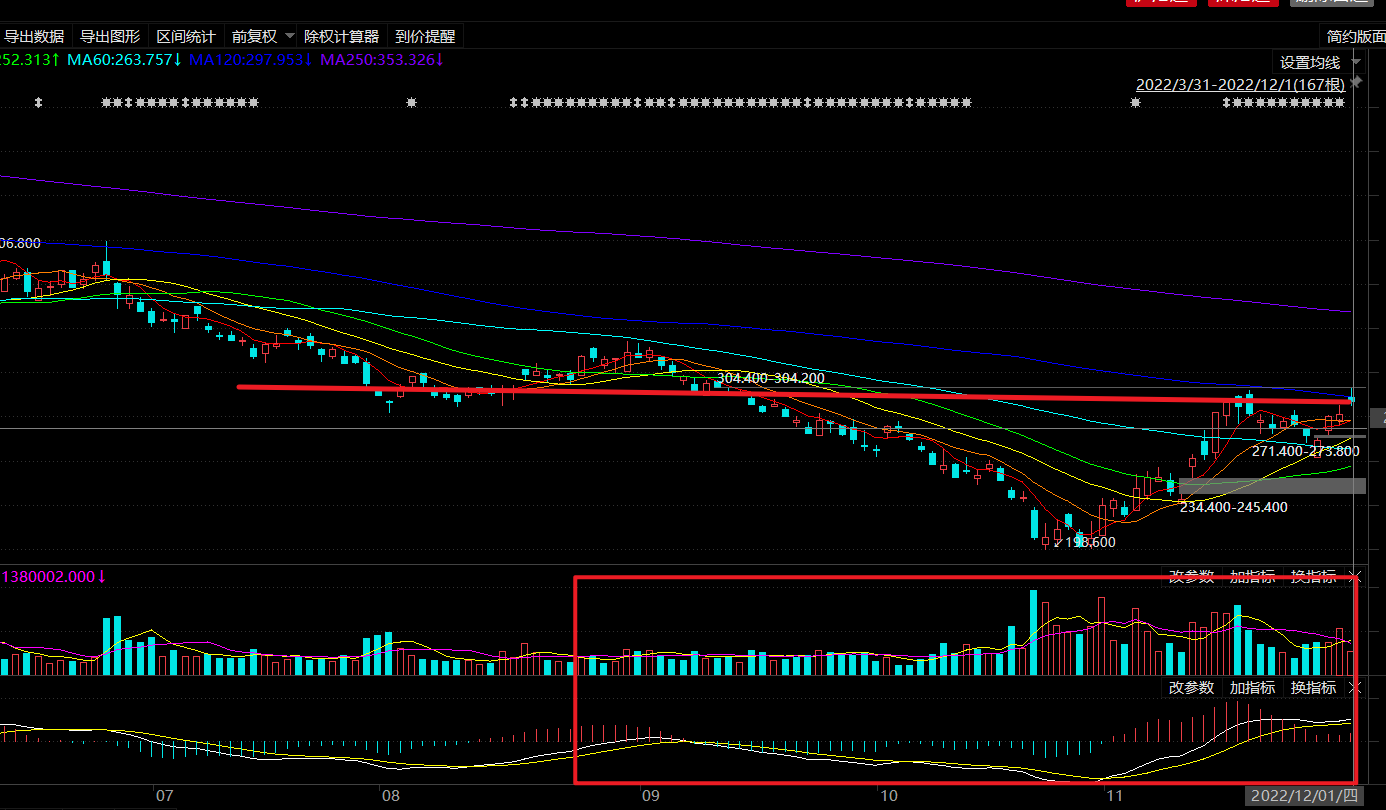 导出数据 导出图形 区间统计 前复权 除权计算器 到价提醒 简约版面
252.313↑ MA60:263.757↓ MA120:297.953↓ MA250:353.326↓ 设置均线
2022/3/31-2022/12/1(167根)
06.800
304.400-304.200
271.400-273.800
234.400-245.400
198.600
1380002.000↓ 改参数 加指标 换指标
改参数 加指标 换指标
07 08 09 10 11 2022/12/01/四